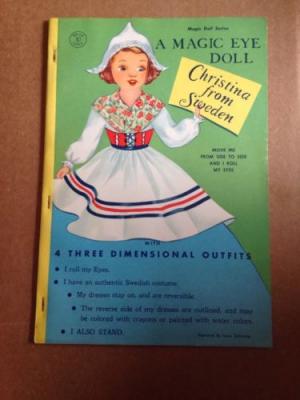 Magic Doll Series
A MAGIC EYE
DOLL
Christina
from
Sweden
MOVE ME
FROM SIDE TO SIDE
AND I ROLL
MY EYES
WITH
4 THREE DIMENSIONAL OUTFITS
• I roll my Eyes.
• I have an authentic Swedish costume.
• My dresses stay on, and are reversible.
• The reverse side of my dresses are outlined, and may
be colored with crayons or painted with water colors.
• I ALSO STAND.